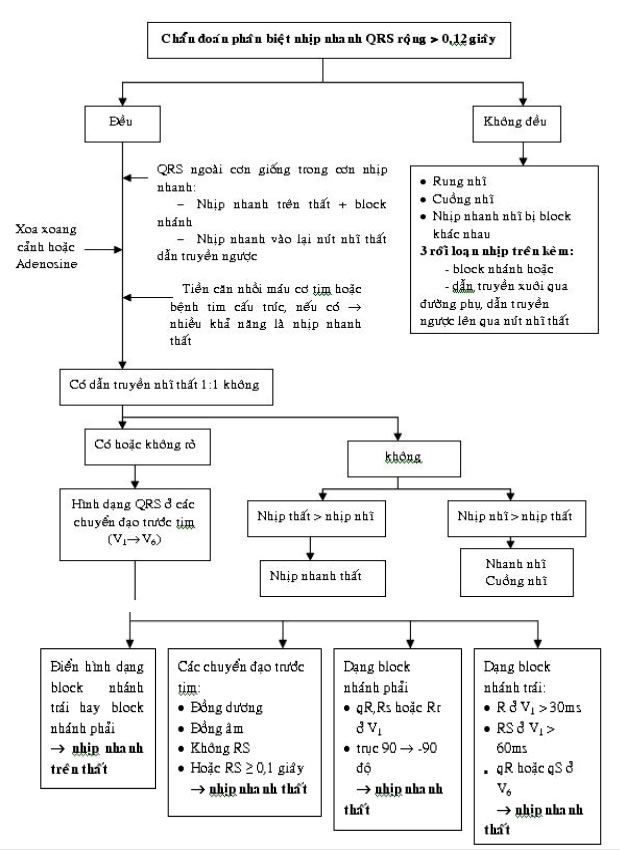 Chẩn đoán phân biệt nhịp nhanh QRS rộng > 0,12 giây
Đều
Không đều
QRS ngoài cơn giống trong cơn nhịp
nhanh:
– Nhịp nhanh trên thất + block
nhánh
– Nhịp nhanh vào lại nút nhĩ thất
dẫn truyền ngược
Xoa xoang
cảnh hoặc
Adenosine
Tiền căn nhồi máu cơ tim hoặc
bệnh tim cấu trúc, nếu có →
nhiều khả năng là nhịp nhanh
thất
• Rung nhĩ
• Cuồng nhĩ
• Nhịp nhanh nhĩ bị block
khác nhau
3 rối loạn nhịp trên kèm:
- block nhánh hoặc
- dẫn truyền xuôi qua
đường phụ, dẫn truyền
ngược lên qua nút nhĩ thất
Có dẫn truyền nhĩ thất 1:1 không
Có hoặc không rõ
không
Hình dạng QRS ở các
chuyển đạo trước tim
(V1→V6)
Nhịp thất > nhịp nhĩ
Nhịp nhĩ > nhịp thất
Nhịp nhanh thất
Nhanh nhĩ
Cuồng nhĩ
Điển hình dạng
block nhánh
trái hay block
nhánh phải
→ nhịp nhanh
trên thất
Các chuyển đạo trước
tim:
• Đồng dương
• Đồng âm
• Không RS
• Hoặc RS ≥ 0,1 giây
→ nhịp nhanh thất
Dạng block
nhánh phải
• qR,Rs hoặc Rr
ở V1
• trục 90 → -90
độ
→ nhịp nhanh
thất
Dạng block
nhánh trái:
• R ở V1 > 30ms
• RS ở V1 >
60ms
• qR hoặc qS ở
V6
→ nhịp nhanh
thất